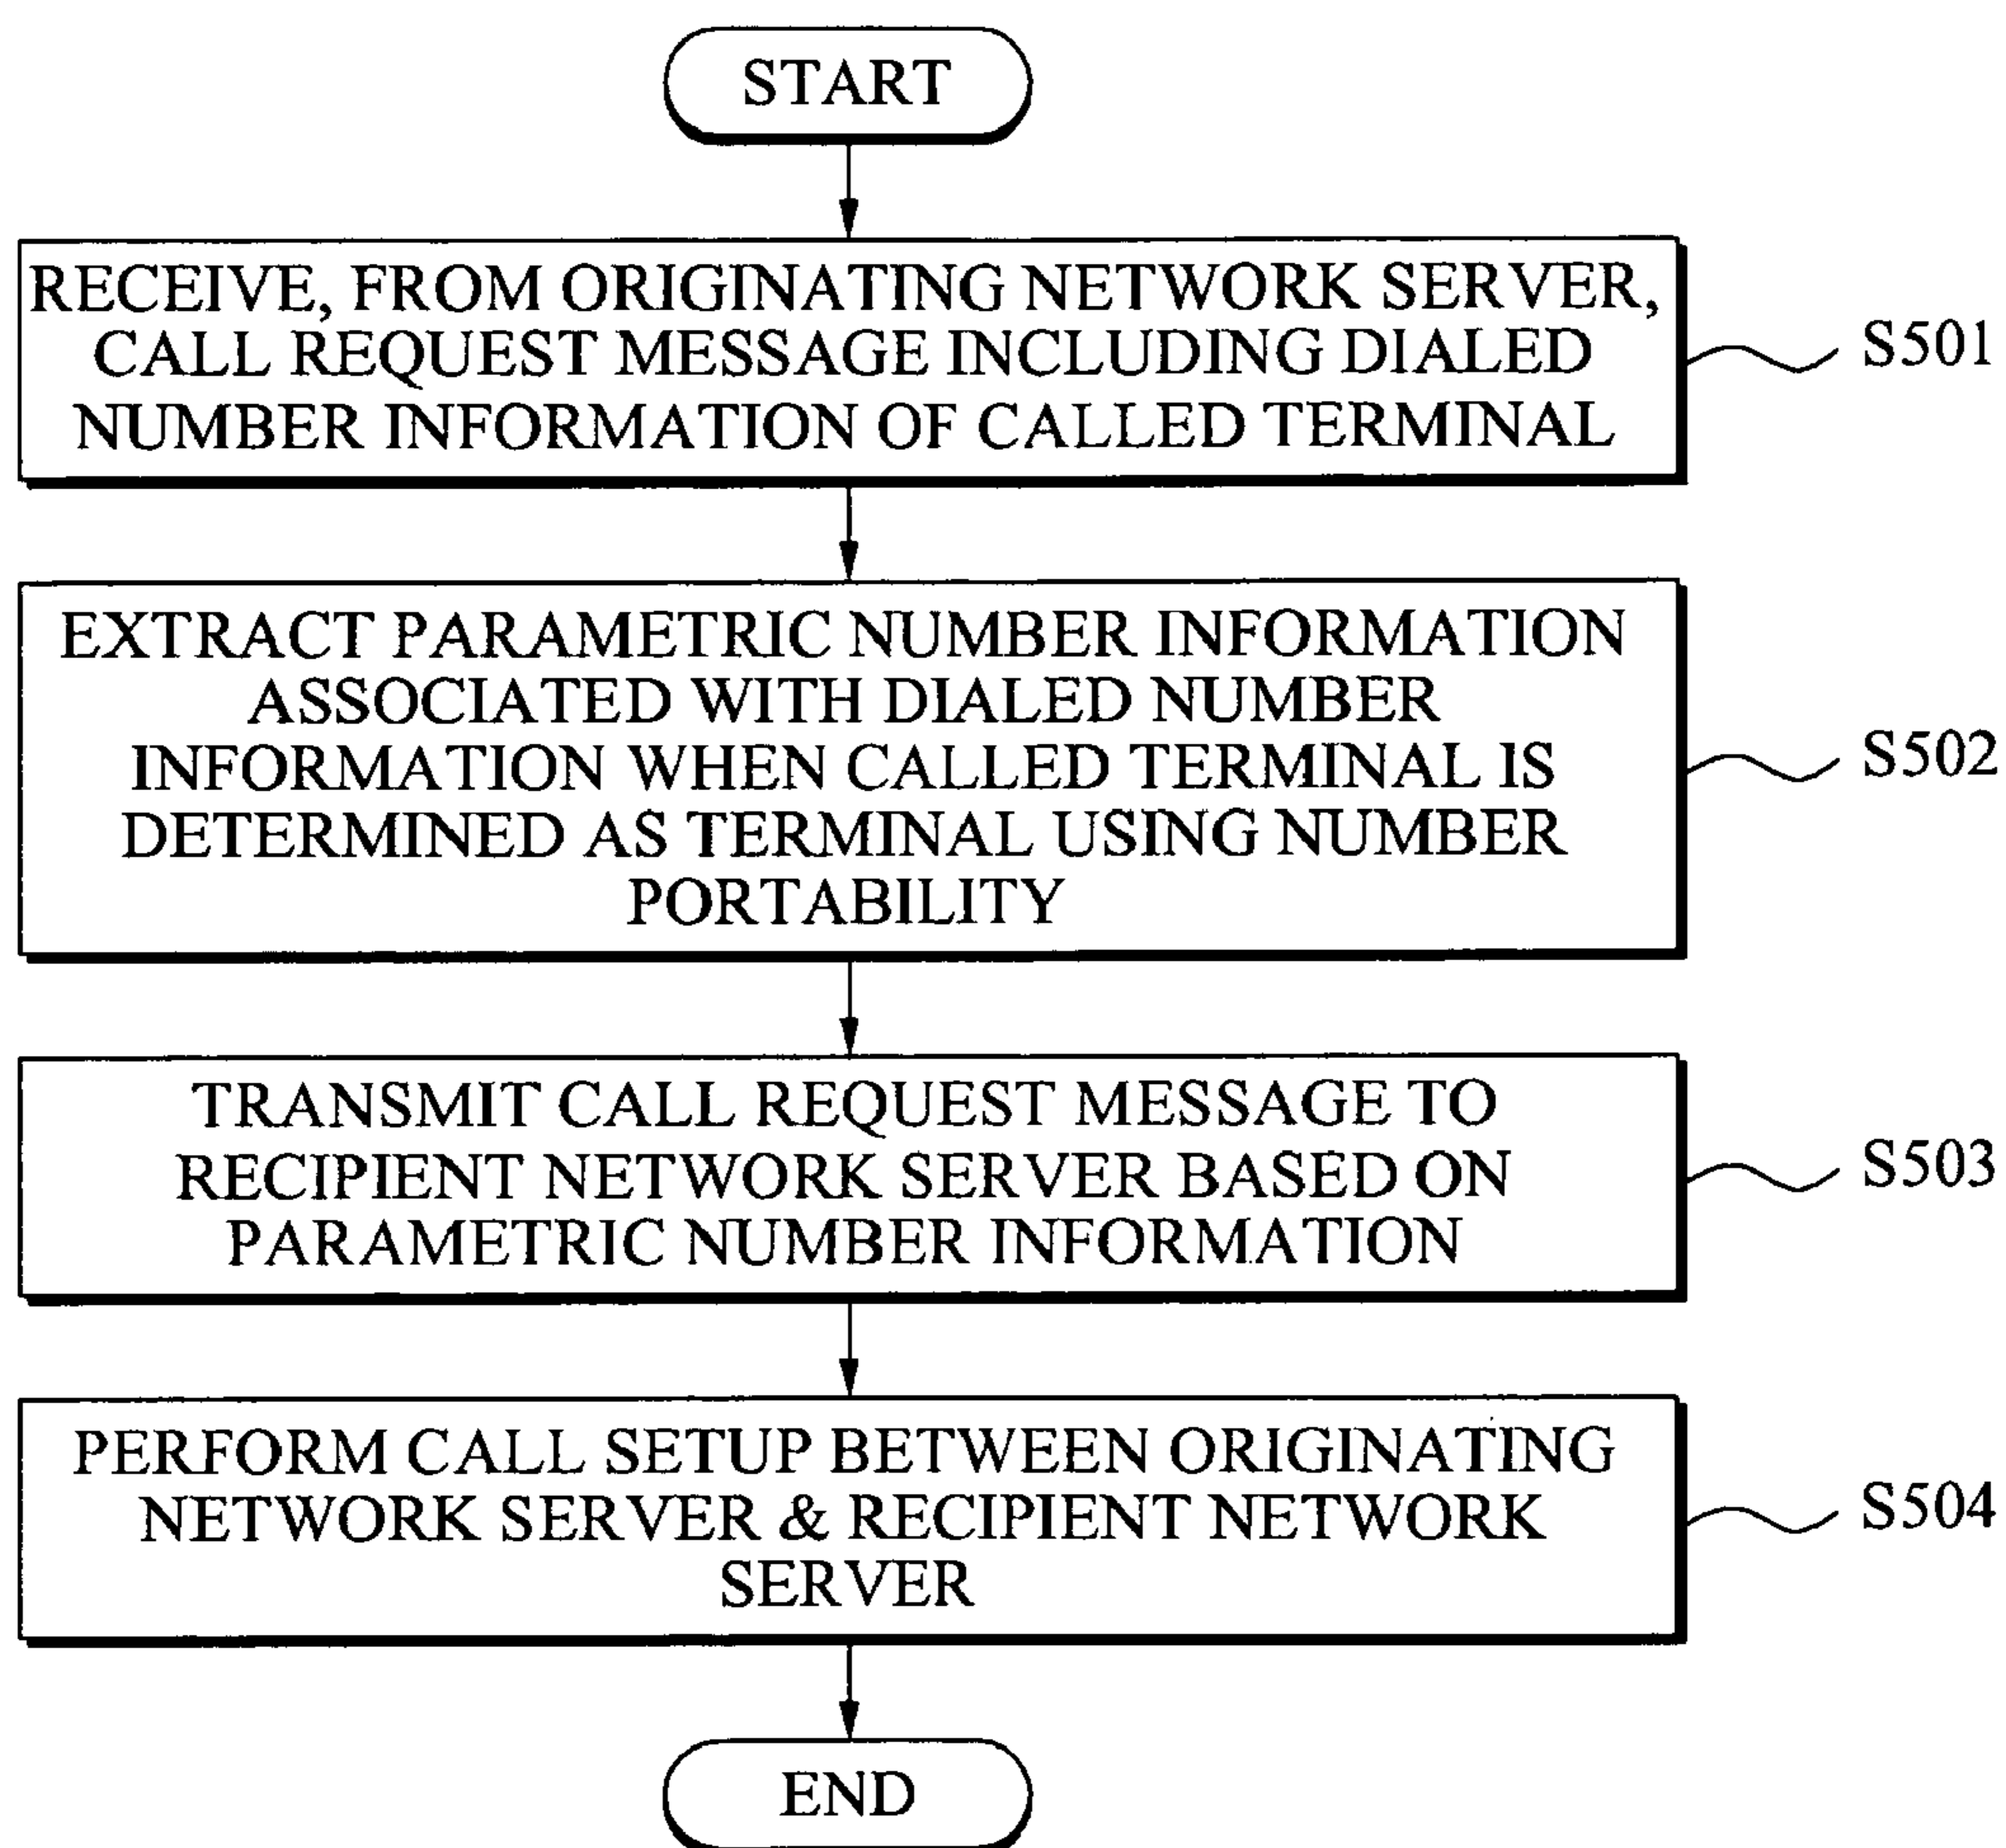 START
RECEIVE, FROM ORIGINATING NETWORK SERVER,
CALL REQUEST MESSAGE INCLUDING DIALED
NUMBER INFORMATION OF CALLED TERMINAL
S501
EXTRACT PARAMETRIC NUMBER INFORMATION
ASSOCIATED WITH DIALED NUMBER
INFORMATION WHEN CALLED TERMINAL IS
DETERMINED AS TERMINAL USING NUMBER
PORTABILITY
S502
TRANSMIT CALL REQUEST MESSAGE TO
RECIPIENT NETWORK SERVER BASED ON
PARAMETRIC NUMBER INFORMATION
S503
PERFORM CALL SETUP BETWEEN ORIGINATING
NETWORK SERVER & RECIPIENT NETWORK
SERVER
S504
END